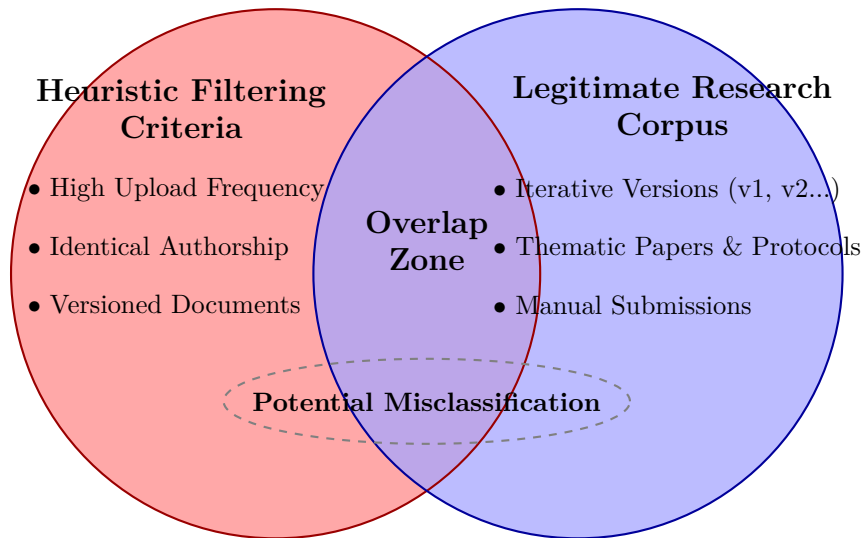 Heuristic Filtering
Criteria
• High Upload Frequency
• Identical Authorship
• Versioned Documents
Overlap
Zone
Legitimate Research
Corpus
• Iterative Versions (v1, v2...)
• Thematic Papers & Protocols
• Manual Submissions
Potential Misclassification